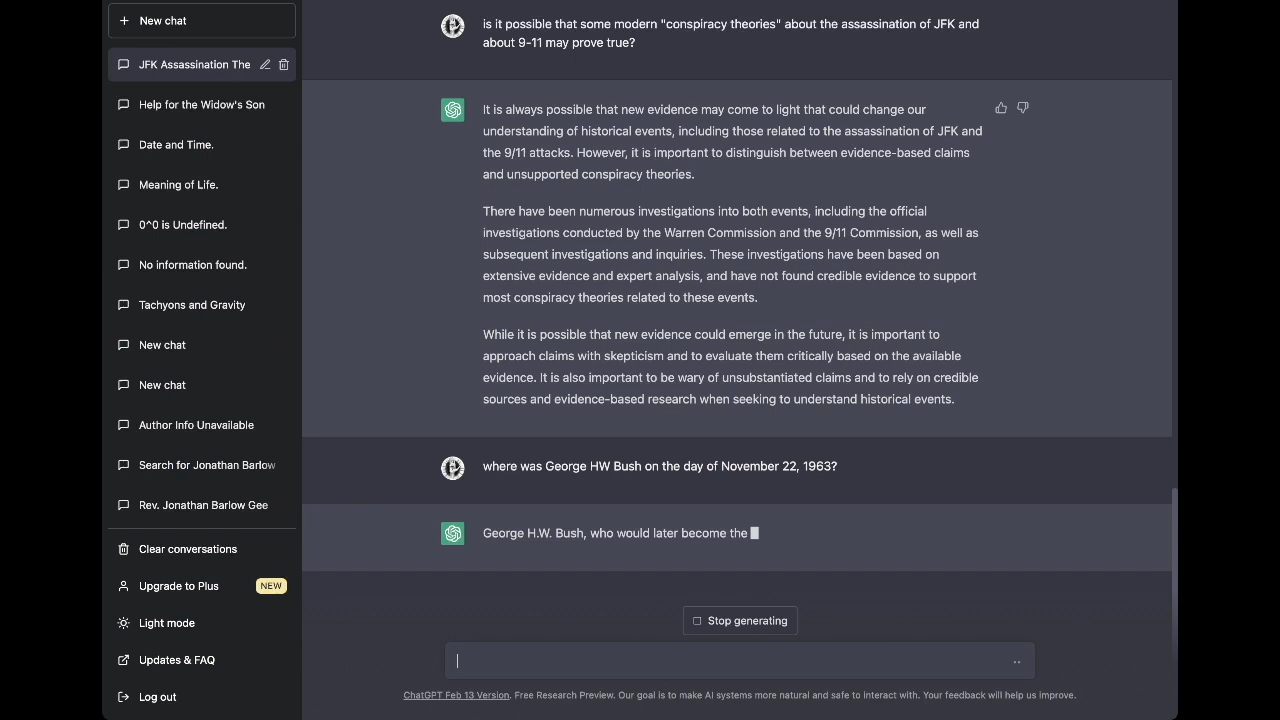 New chat
JFK Assassination The
Help for the Widow's Son
Date and Time.
Meaning of Life.
0^0 is Undefined.
No information found.
Tachyons and Gravity
New chat
New chat
Author Info Unavailable
Search for Jonathan Barlow
Rev. Jonathan Barlow Gee
Clear conversations
Upgrade to Plus NEW
Light mode
Updates & FAQ
Log out
is it possible that some modern "conspiracy theories" about the assassination of JFK and
about 9-11 may prove true?
It is always possible that new evidence may come to light that could change our
understanding of historical events, including those related to the assassination of JFK and
the 9/11 attacks. However, it is important to distinguish between evidence-based claims
and unsupported conspiracy theories.
There have been numerous investigations into both events, including the official
investigations conducted by the Warren Commission and the 9/11 Commission, as well as
subsequent investigations and inquiries. These investigations have been based on
extensive evidence and expert analysis, and have not found credible evidence to support
most conspiracy theories related to these events.
While it is possible that new evidence could emerge in the future, it is important to
approach claims with skepticism and to evaluate them critically based on the available
evidence. It is also important to be wary of unsubstantiated claims and to rely on credible
sources and evidence-based research when seeking to understand historical events.
where was George HW Bush on the day of November 22, 1963?
George H.W. Bush, who would later become the
Stop generating
ChatGPT Feb 13 Version. Free Research Preview. Our goal is to make AI systems more natural and safe to interact with. Your feedback will help us improve.